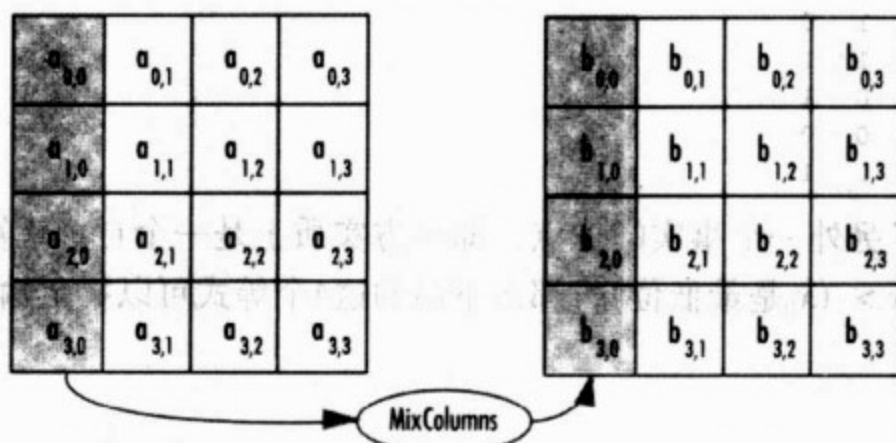 a0,0 a0,1 a0,2 a0,3 b0,0 b0,1 b0,2 b0,3
a1,0 a1,1 a1,2 a1,3 b1,0 b1,1 b1,2 b1,3
a2,0 a2,1 a2,2 a2,3 b2,0 b2,1 b2,2 b2,3
a3,0 a3,1 a3,2 a3,3 b3,0 b3,1 b3,2 b3,3
MixColumns